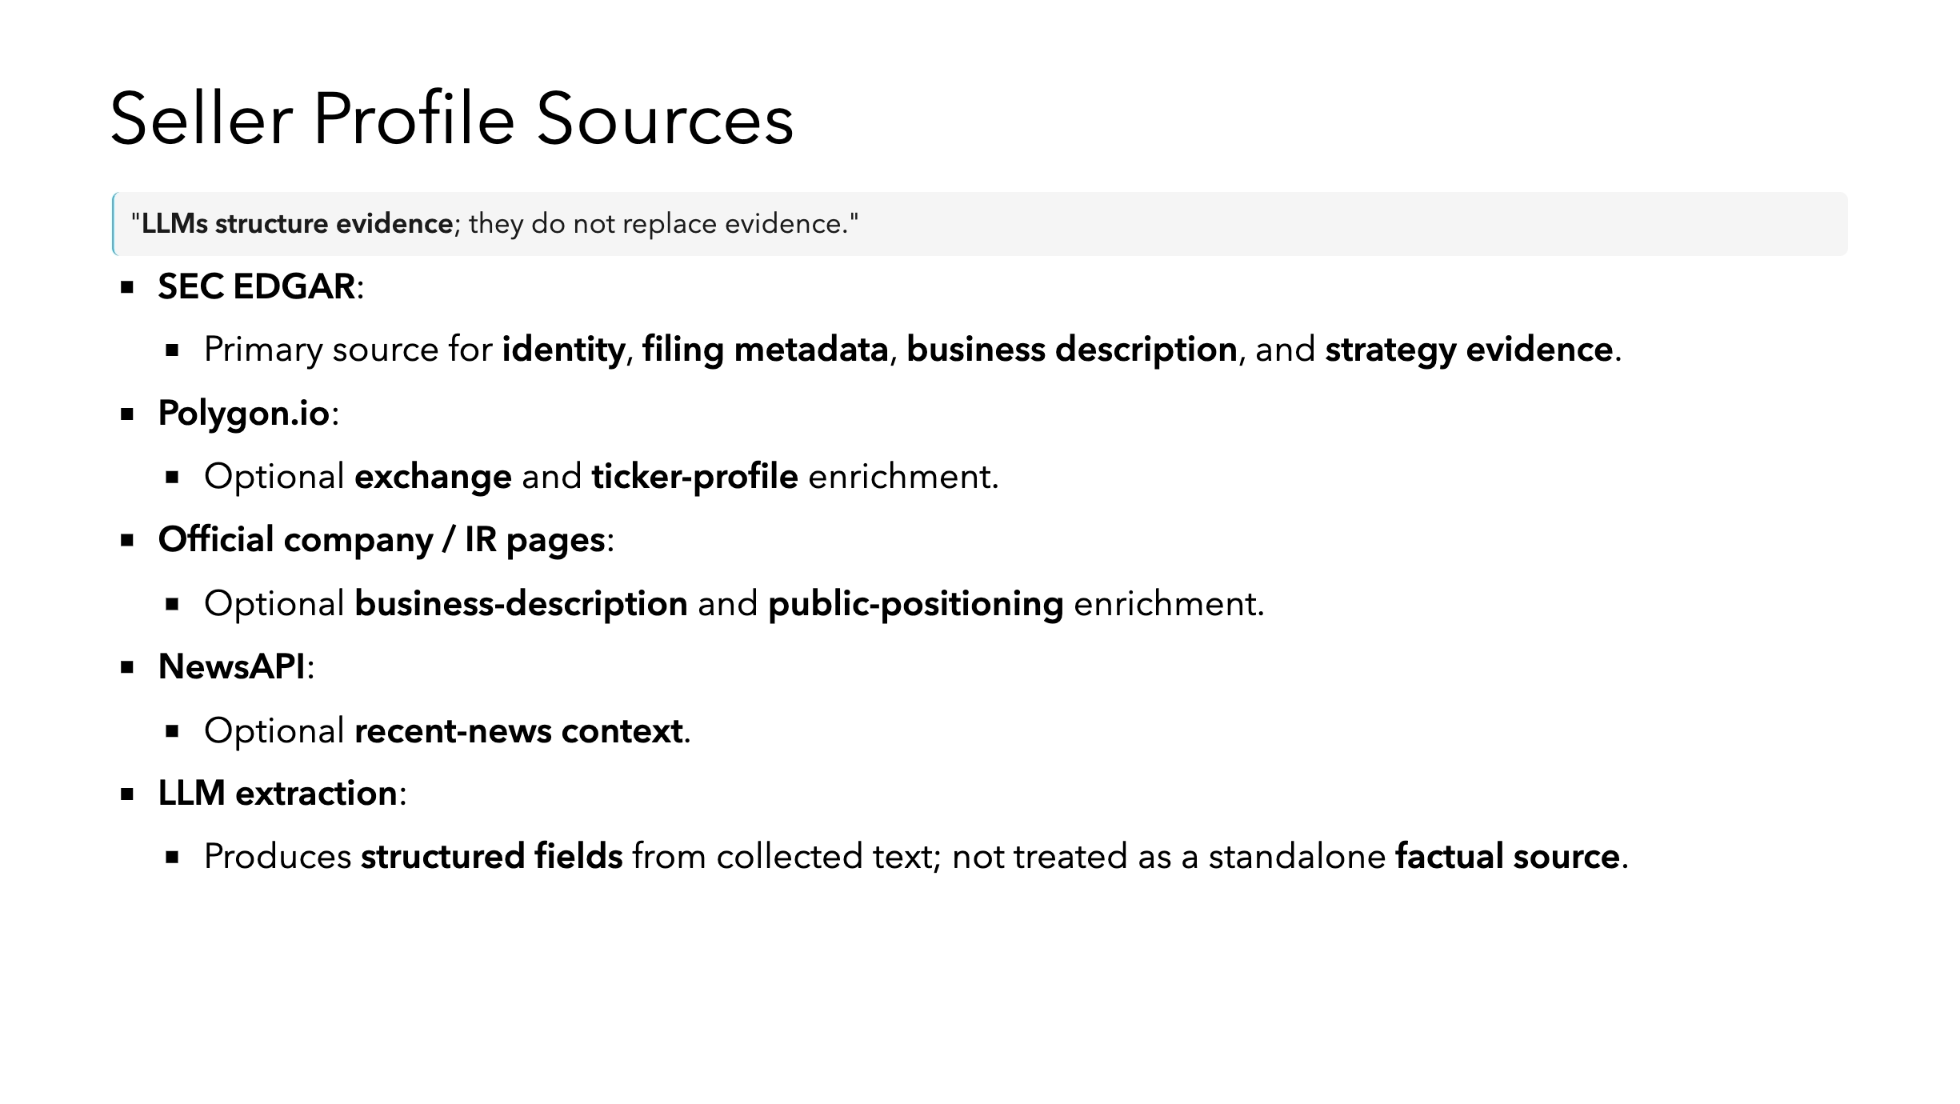 Seller Profile Sources
"LLMs structure evidence; they do not replace evidence."
▪ SEC EDGAR:
▪ Primary source for identity, filing metadata, business description, and strategy evidence.
▪ Polygon.io:
▪ Optional exchange and ticker-profile enrichment.
▪ Official company / IR pages:
▪ Optional business-description and public-positioning enrichment.
▪ NewsAPI:
▪ Optional recent-news context.
▪ LLM extraction:
▪ Produces structured fields from collected text; not treated as a standalone factual source.